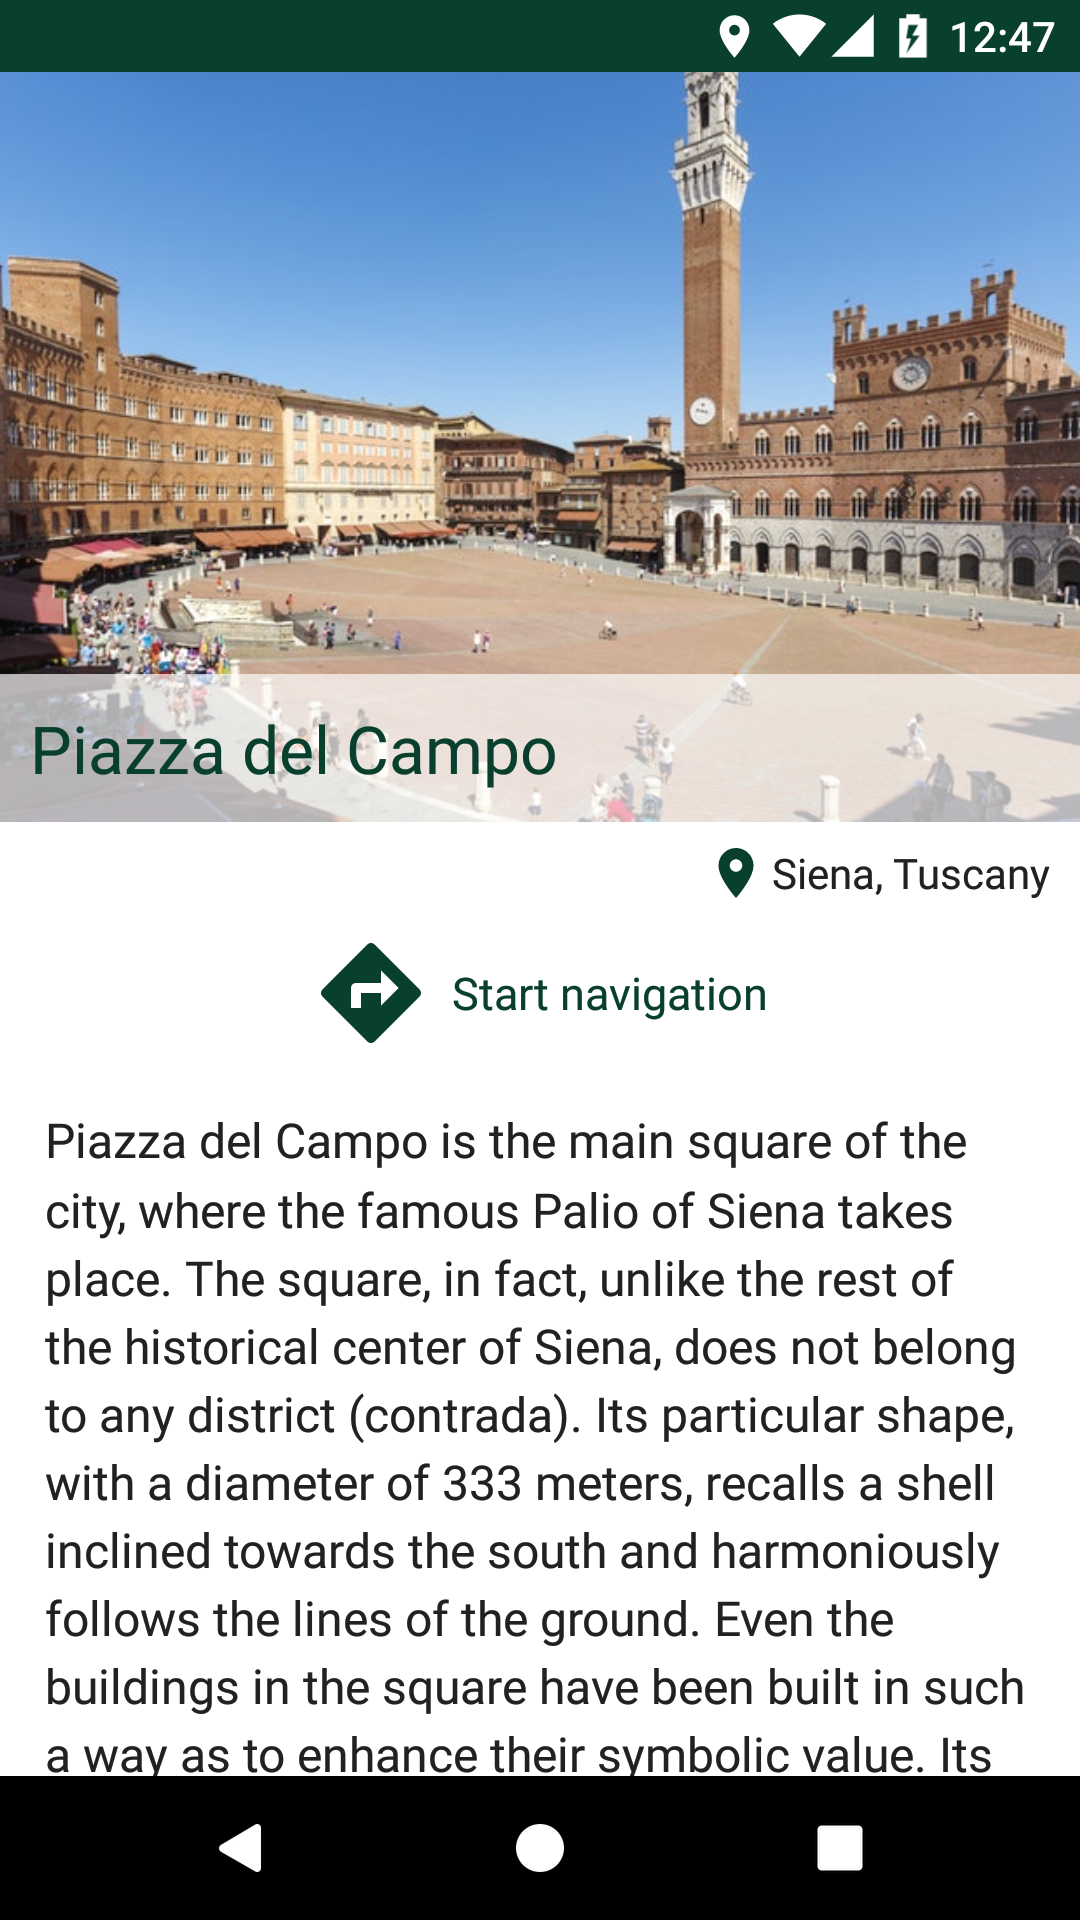 12:47
Piazza del Campo
Siena, Tuscany
Start navigation
Piazza del Campo is the main square of the
city, where the famous Palio of Siena takes
place. The square, in fact, unlike the rest of
the historical center of Siena, does not belong
to any district (contrada). Its particular shape,
with a diameter of 333 meters, recalls a shell
inclined towards the south and harmoniously
follows the lines of the ground. Even the
buildings in the square have been built in such
a way as to enhance their symbolic value. Its